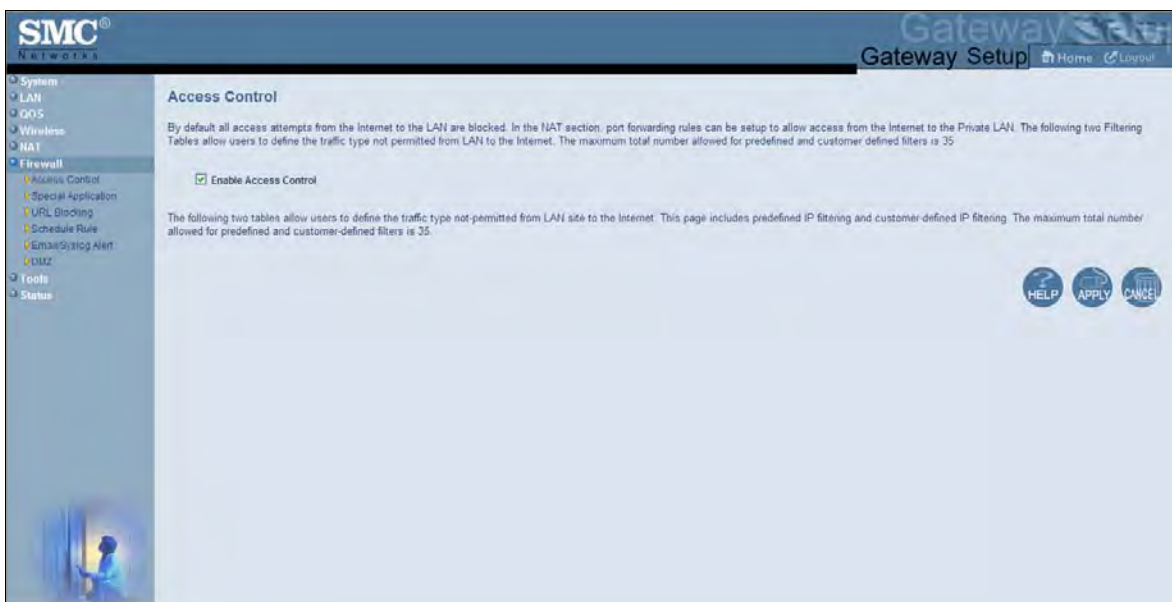 SMC®
Networks
Gateway Setup
Gateway Setup
Home
Logout
System
LAN
QOS
Wireless
NAT
Firewall
Access Control
Special Application
URL Blocking
Schedule Rule
Email/Syslog Alert
DMZ
Tools
Status
Access Control
By default all access attempts from the Internet to the LAN are blocked. In the NAT section, port forwarding rules can be setup to allow access from the Internet to the Private LAN. The following two Filtering
Tables allow users to define the traffic type not permitted from LAN to the Internet. The maximum total number allowed for predefined and customer defined filters is 35
Enable Access Control
The following two tables allow users to define the traffic type not-permitted from LAN site to the Internet. This page includes predefined IP filtering and customer-defined IP filtering. The maximum total number
allowed for predefined and customer-defined filters is 35.
HELP
APPLY
CANCEL